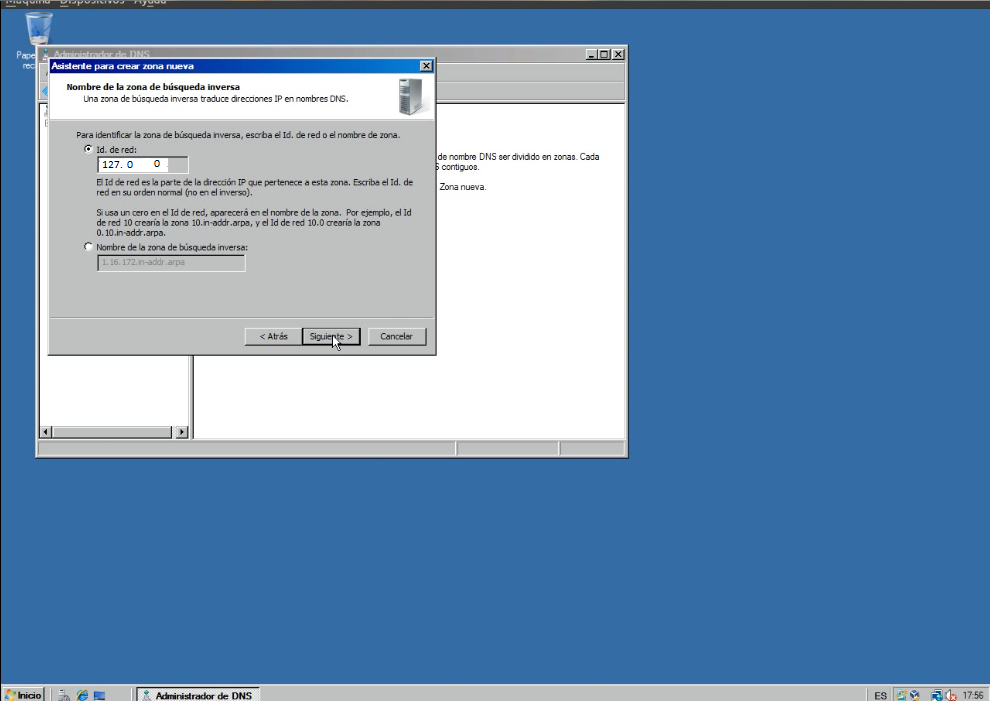 Máquina Dispositivos Ayuda
Pape
rec
Administrador de DNS
Asistente para crear zona nueva
Nombre de la zona de búsqueda inversa
Una zona de búsqueda inversa traduce direcciones IP en nombres DNS.
Para identificar la zona de búsqueda inversa, escriba el Id. de red o el nombre de zona.
Id. de red:
127. 0 0
El Id de red es la parte de la dirección IP que pertenece a esta zona. Escriba el Id. de
red en su orden normal (no en el inverso).
Si usa un cero en el Id de red, aparecerá en el nombre de la zona. Por ejemplo, el Id
de red 10 crearía la zona 10.in-addr.arpa, y el Id de red 10.0 crearía la zona
0.10.in-addr.arpa.
Nombre de la zona de búsqueda inversa:
1.16.172.in-addr.arpa
< Atrás Siguiente > Cancelar
de nombre DNS ser dividido en zonas. Cada
S contiguos.
Zona nueva.
Inicio Administrador de DNS ES 17:56